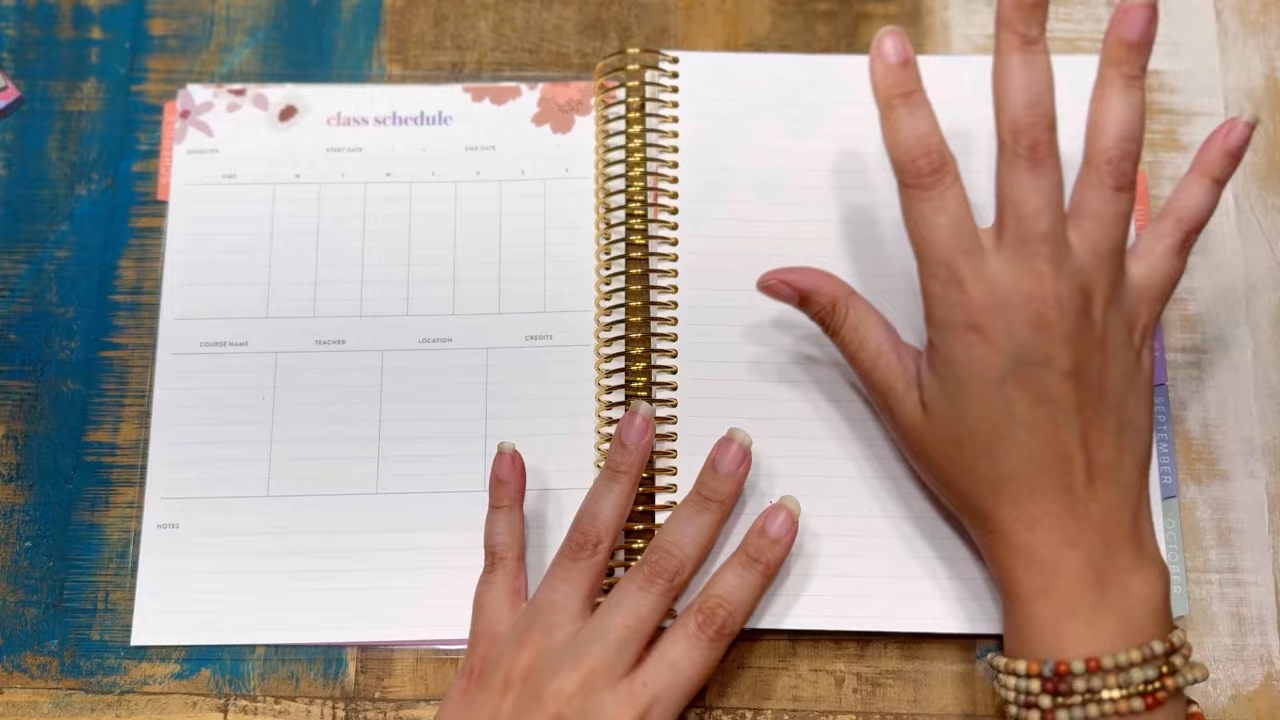 class schedule
SEMESTER START DATE END DATE
TIME M T W T F S S
COURSE NAME TEACHER LOCATION CREDITS
NOTES
SEPTEMBER
OCTOBER